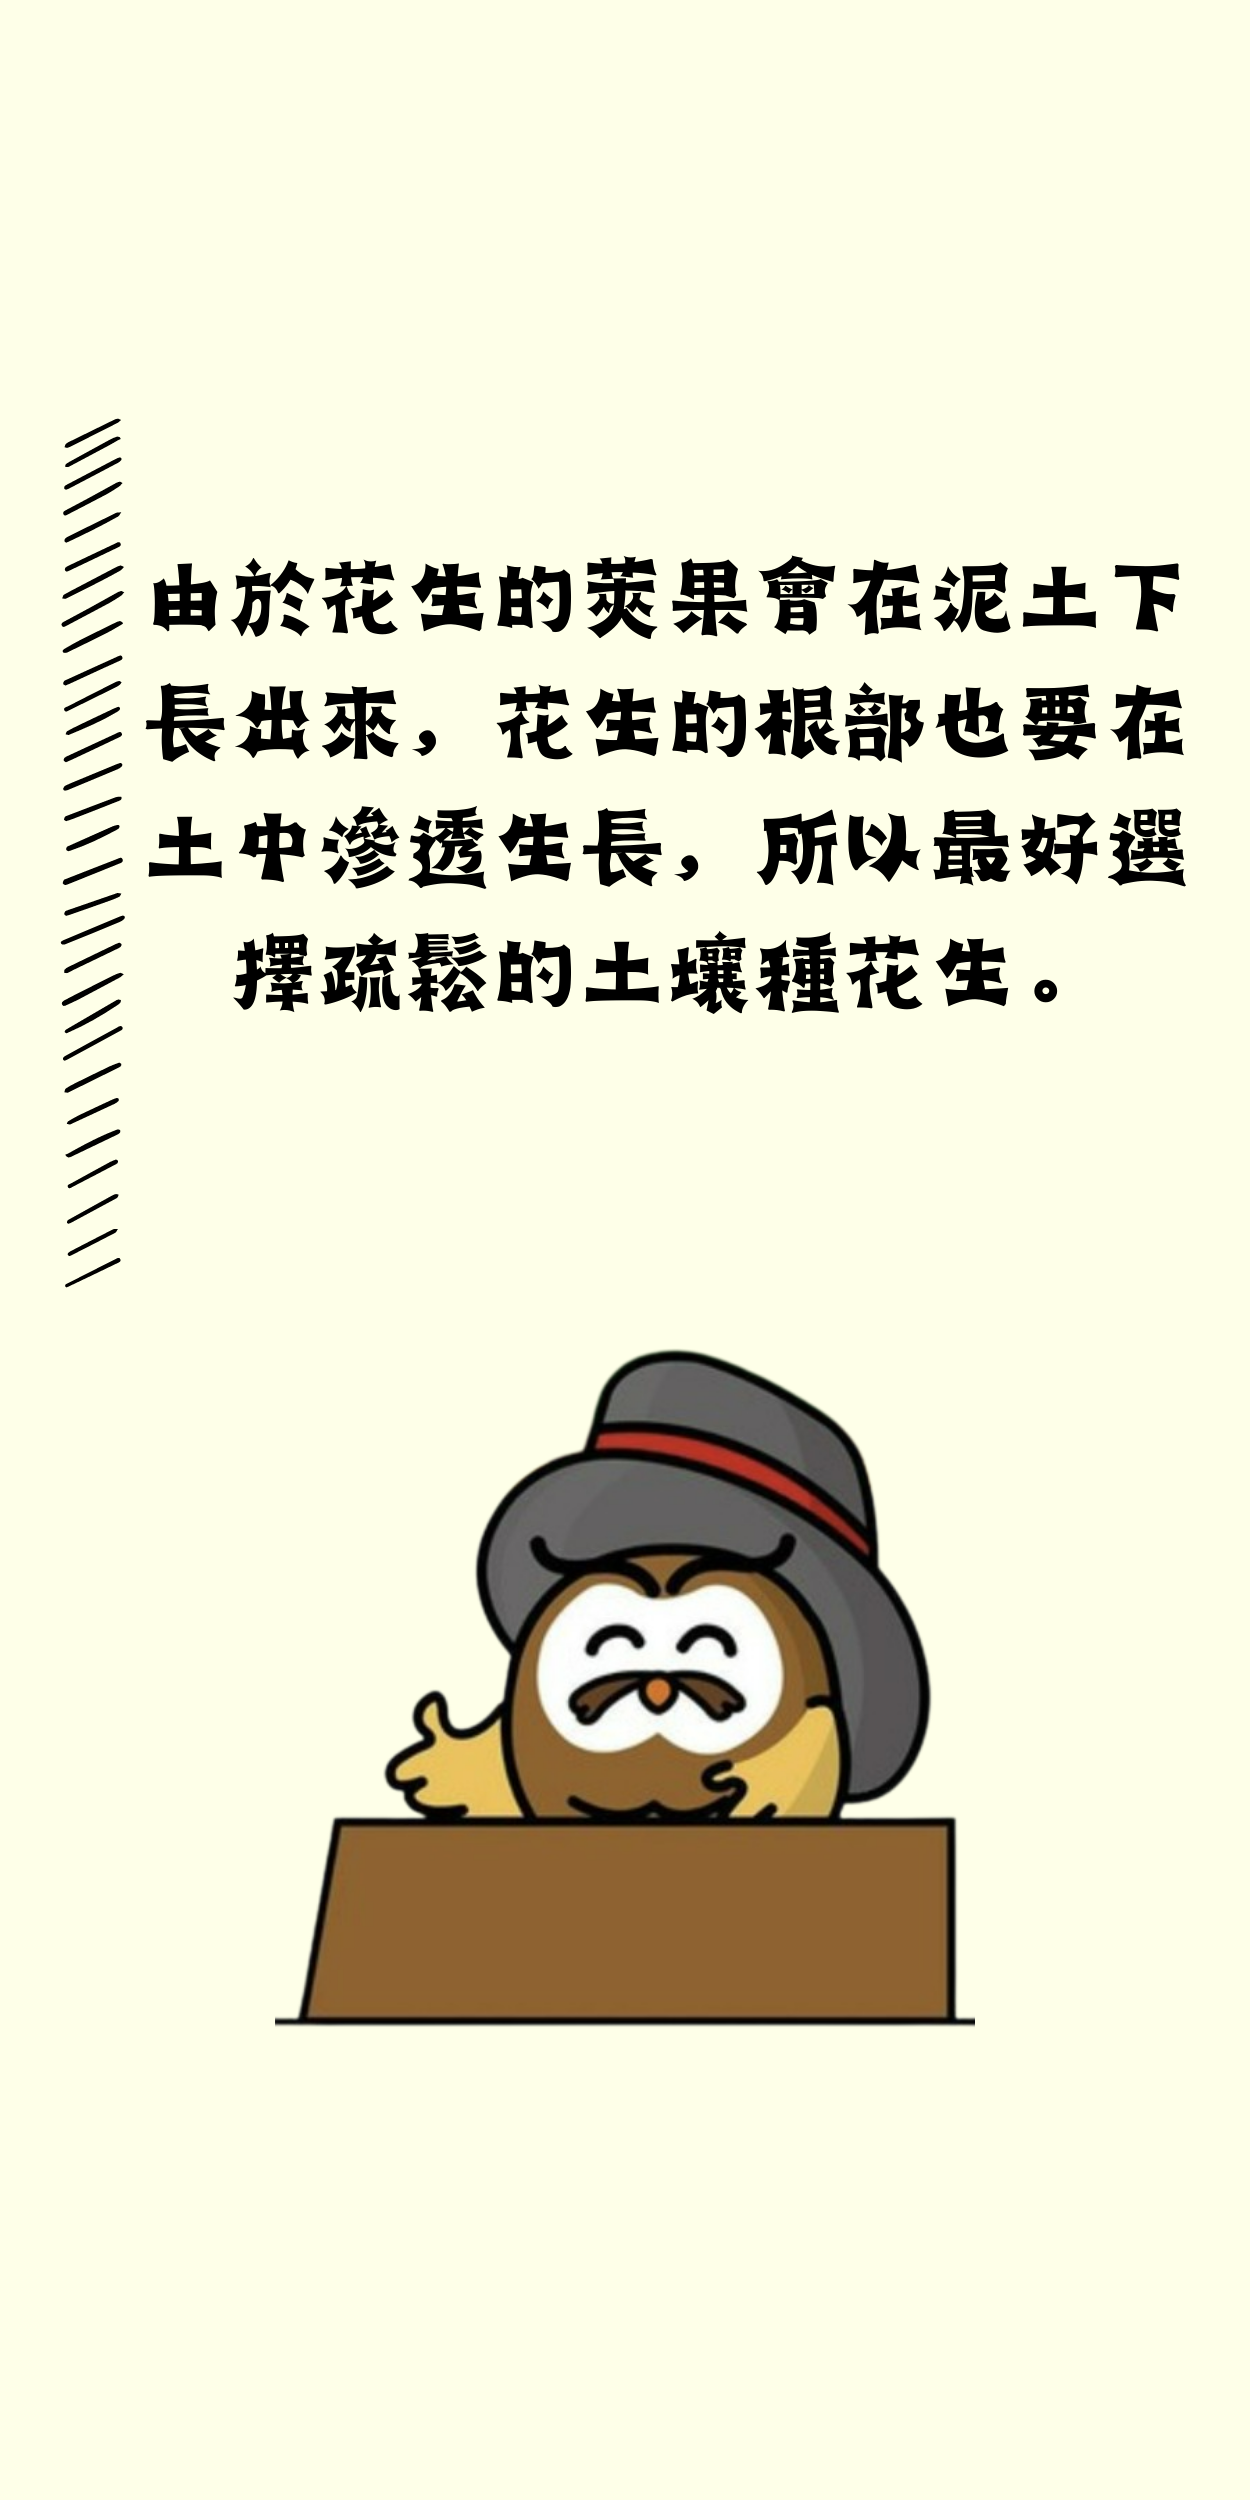 由於花生的莢果會在泥土下
長出來，花生的根部也要在
土中滲透生長，所以最好選
擇疏鬆的土壤種花生。